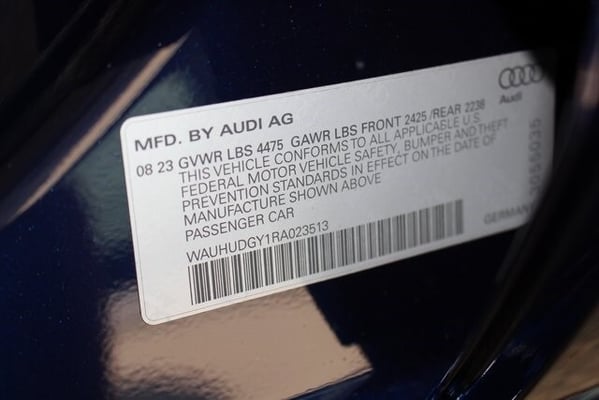 Audi
MFD. BY AUDI AG
08 23 GVWR LBS 4475 GAWR LBS FRONT 2425 /REAR 2238
THIS VEHICLE CONFORMS TO ALL APPLICABLE U.S.
FEDERAL MOTOR VEHICLE SAFETY, BUMPER AND THEFT
PREVENTION STANDARDS IN EFFECT ON THE DATE OF
MANUFACTURE SHOWN ABOVE
PASSENGER CAR
WAUHUDGY1RA023513
GERMANY